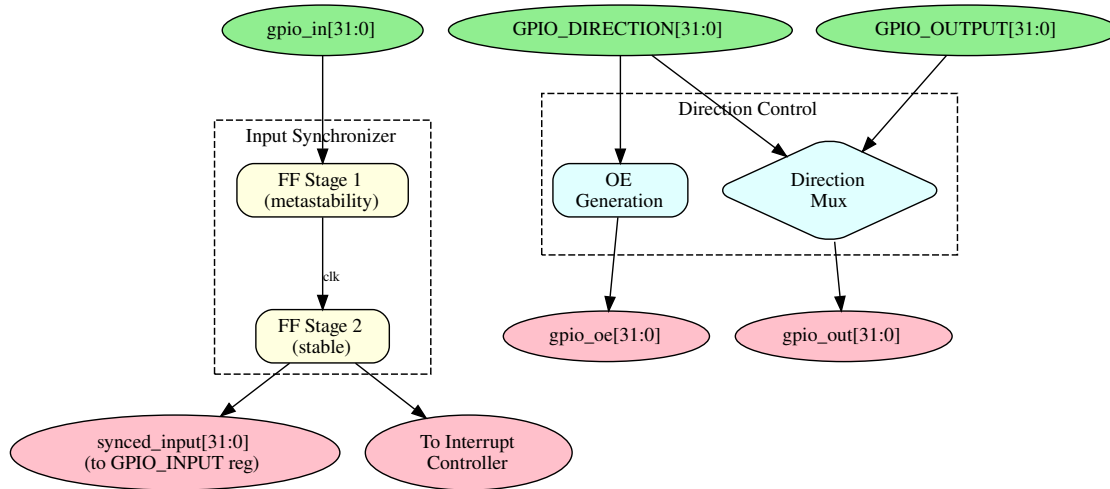 gpio_in[31:0]
GPIO_DIRECTION[31:0]
GPIO_OUTPUT[31:0]
Input Synchronizer
Direction Control
FF Stage 1
(metastability)
OE
Generation
Direction
Mux
clk
FF Stage 2
(stable)
gpio_oe[31:0]
gpio_out[31:0]
synced_input[31:0]
(to GPIO_INPUT reg)
To Interrupt
Controller